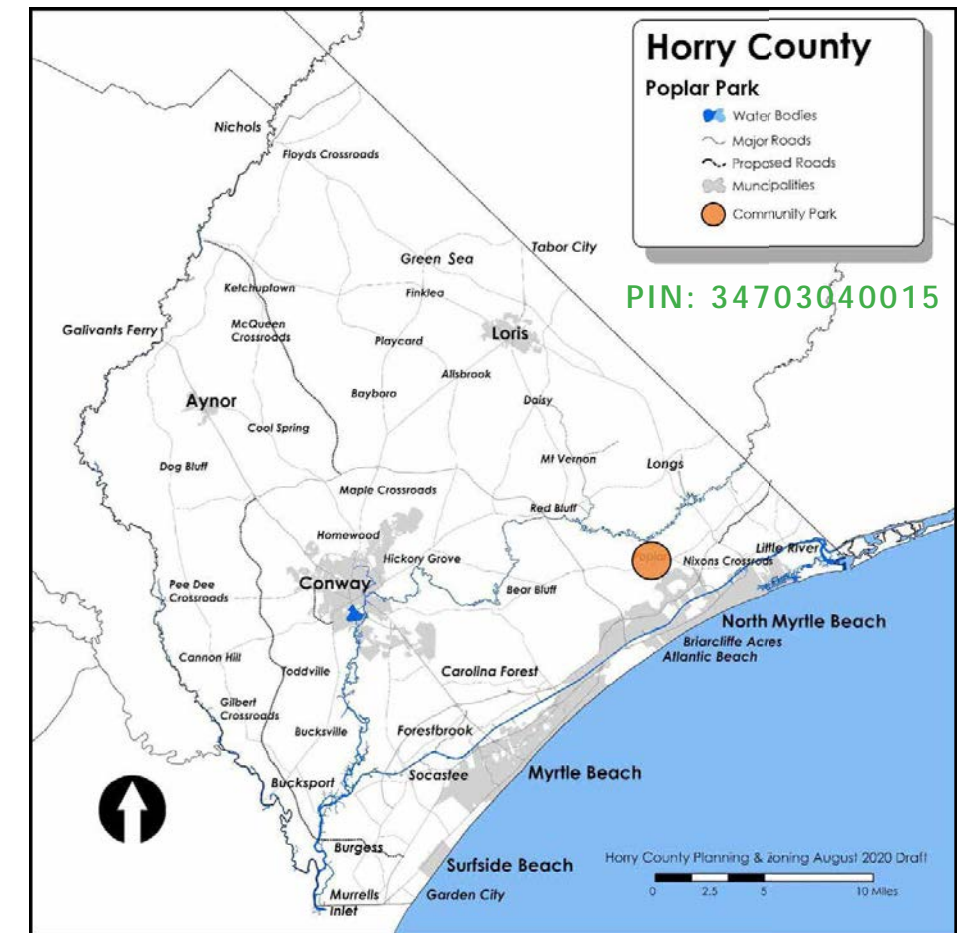 Horry County
Poplar Park
Water Bodies
Major Roads
Proposed Roads
Muncipalities
Community Park
PIN: 34703040015
Nichols
Floyds Crossroads
Tabor City
Green Sea
Ketchuptown
Finklea
Galivants Ferry
McQueen
Crossroads
Loris
Playcard
Allsbrook
Aynor
Bayboro
Daisy
Cool Spring
Dog Bluff
Mt Vernon
Longs
Maple Crossroads
Red Bluff
Homewood
Hickory Grove
Poplar
Little River
Nixons Crossroads
Conway
Pee Dee
Crossroads
Bear Bluff
North Myrtle Beach
Briarcliffe Acres
Atlantic Beach
Cannon Hill
Toddville
Carolina Forest
Gilbert
Crossroads
Bucksville
Forestbrook
Bucksport
Socastee
Myrtle Beach
Burgess
Surfside Beach
Murrells
Inlet
Garden City
Horry County Planning & Zoning August 2020 Draft
0 2.5 5 10 Miles